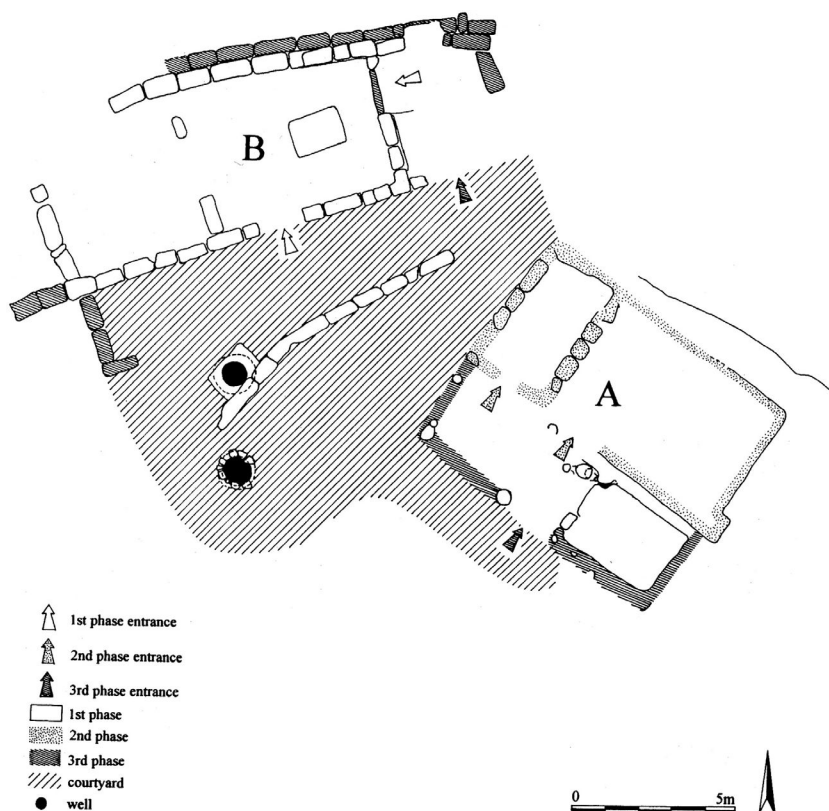 B
A
1st phase entrance
2nd phase entrance
3rd phase entrance
1st phase
2nd phase
3rd phase
courtyard
well
0 5m